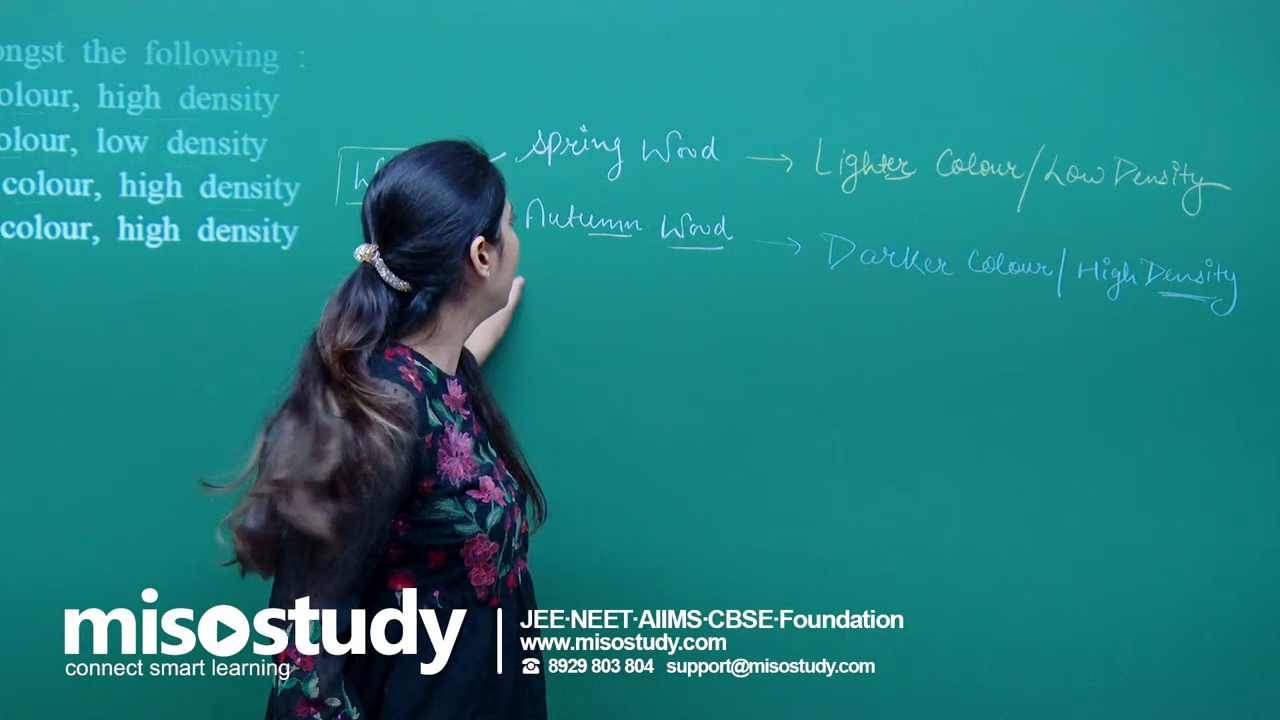 ongst the following :
olour, high density
olour, low density
colour, high density
colour, high density
Spring Wood → Lighter Colour/Low Density
Autumn Wood → Darker Colour/High Density
misostudy
connect smart learning
JEE·NEET·AIIMS·CBSE·Foundation
www.misostudy.com
☎ 8929 803 804 support@misostudy.com